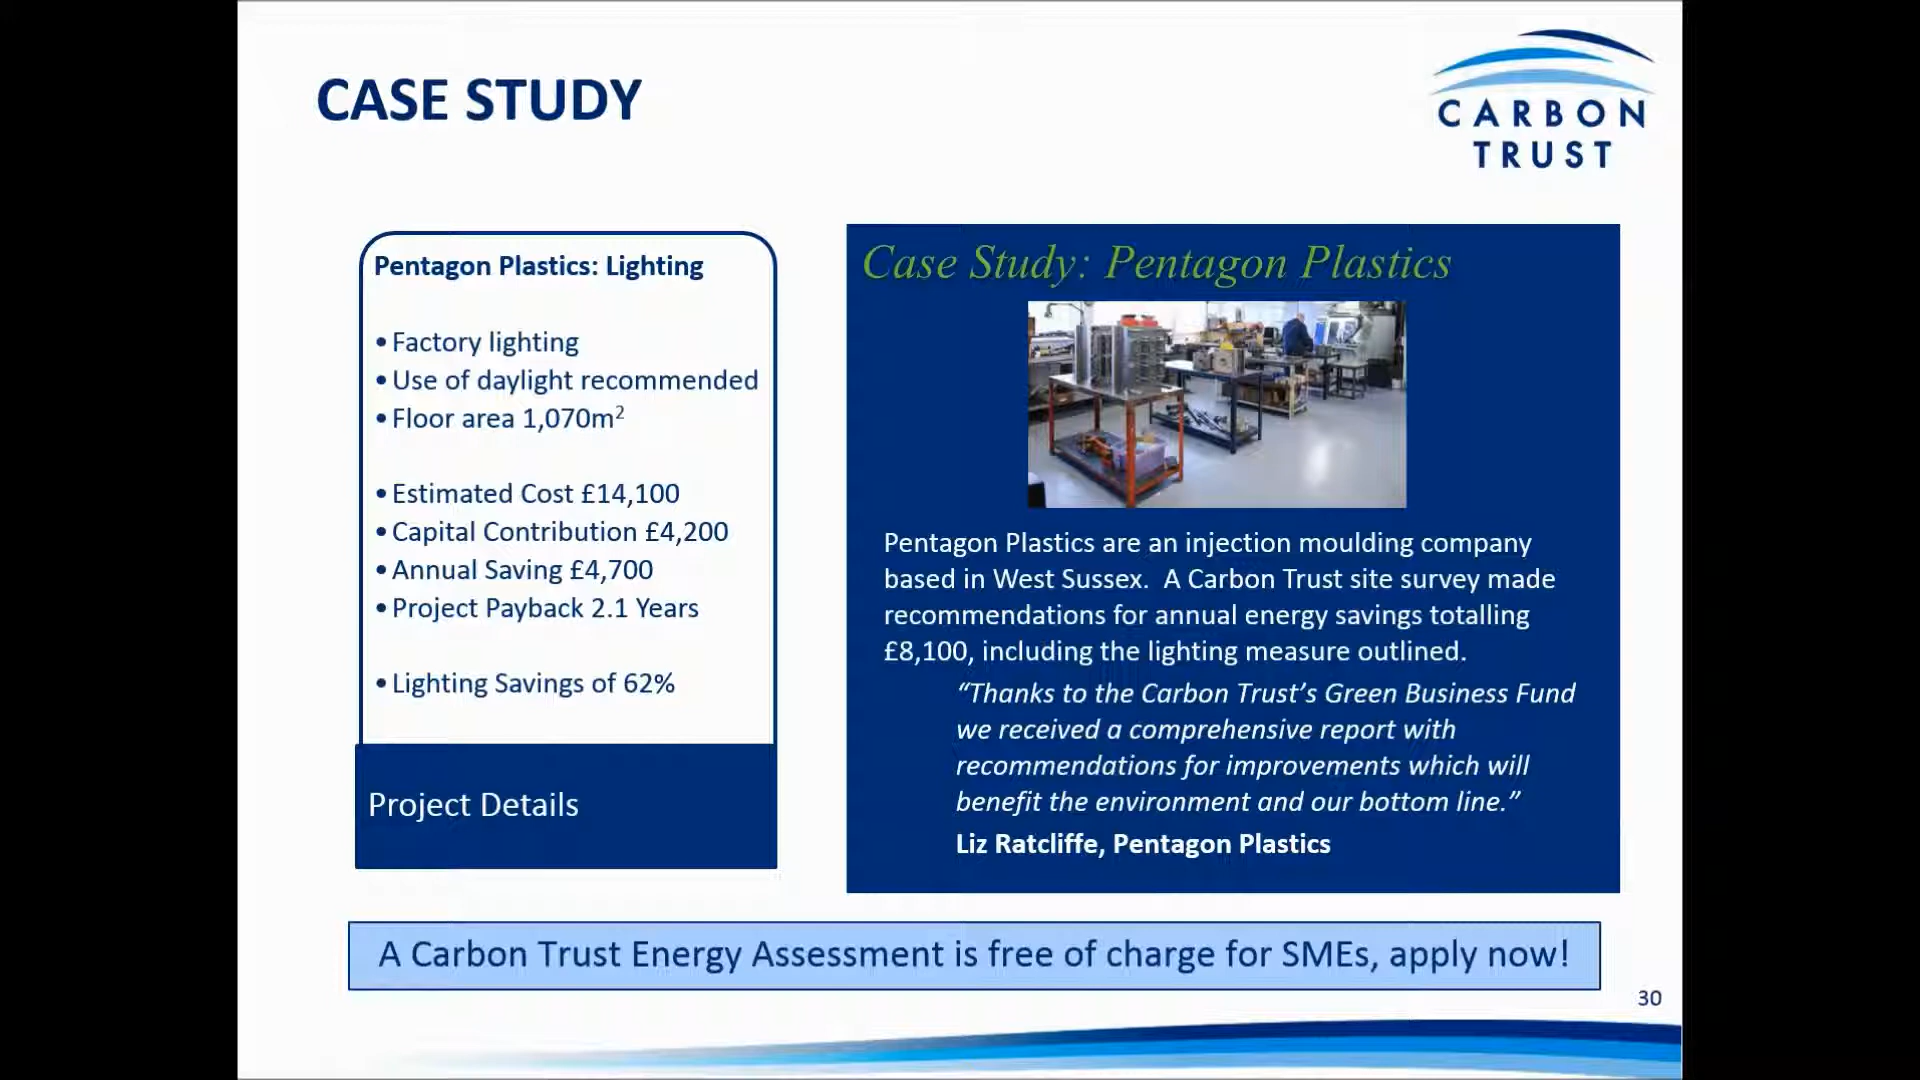 CASE STUDY
CARBON
TRUST
Pentagon Plastics: Lighting
• Factory lighting
• Use of daylight recommended
• Floor area 1,070m²
• Estimated Cost £14,100
• Capital Contribution £4,200
• Annual Saving £4,700
• Project Payback 2.1 Years
• Lighting Savings of 62%
Project Details
Case Study: Pentagon Plastics
Pentagon Plastics are an injection moulding company
based in West Sussex. A Carbon Trust site survey made
recommendations for annual energy savings totalling
£8,100, including the lighting measure outlined.
“Thanks to the Carbon Trust’s Green Business Fund
we received a comprehensive report with
recommendations for improvements which will
benefit the environment and our bottom line.”
Liz Ratcliffe, Pentagon Plastics
A Carbon Trust Energy Assessment is free of charge for SMEs, apply now!
30